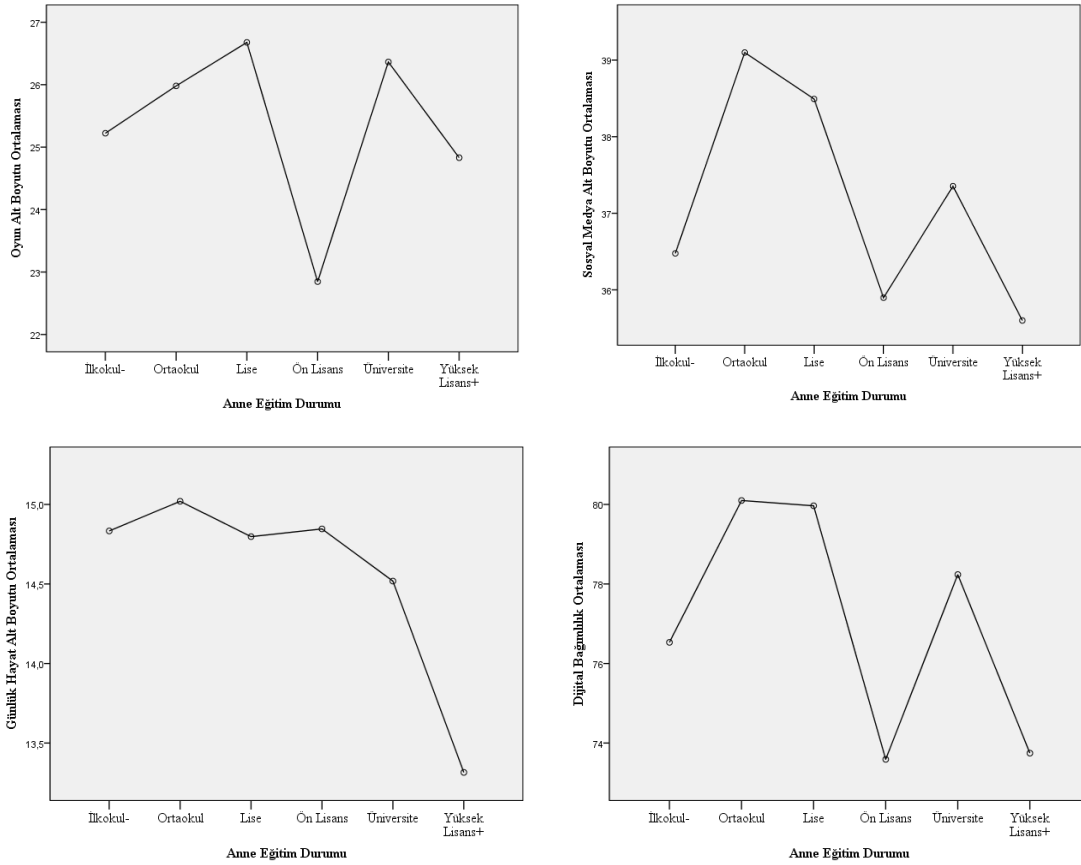 Oyun Alt Boyutu Ortalaması
27
26
25
24
23
22
İlkokul-
Ortaokul
Lise
Ön Lisans
Üniversite
Yüksek
Lisans+
Anne Eğitim Durumu
Sosyal Medya Alt Boyutu Ortalaması
39
38
37
36
İlkokul-
Ortaokul
Lise
Ön Lisans
Üniversite
Yüksek
Lisans+
Anne Eğitim Durumu
Günlük Hayat Alt Boyutu Ortalaması
15,0
14,5
14,0
13,5
İlkokul-
Ortaokul
Lise
Ön Lisans
Üniversite
Yüksek
Lisans+
Anne Eğitim Durumu
Dijital Bağımlılık Ortalaması
80
78
76
74
İlkokul-
Ortaokul
Lise
Ön Lisans
Üniversite
Yüksek
Lisans+
Anne Eğitim Durumu